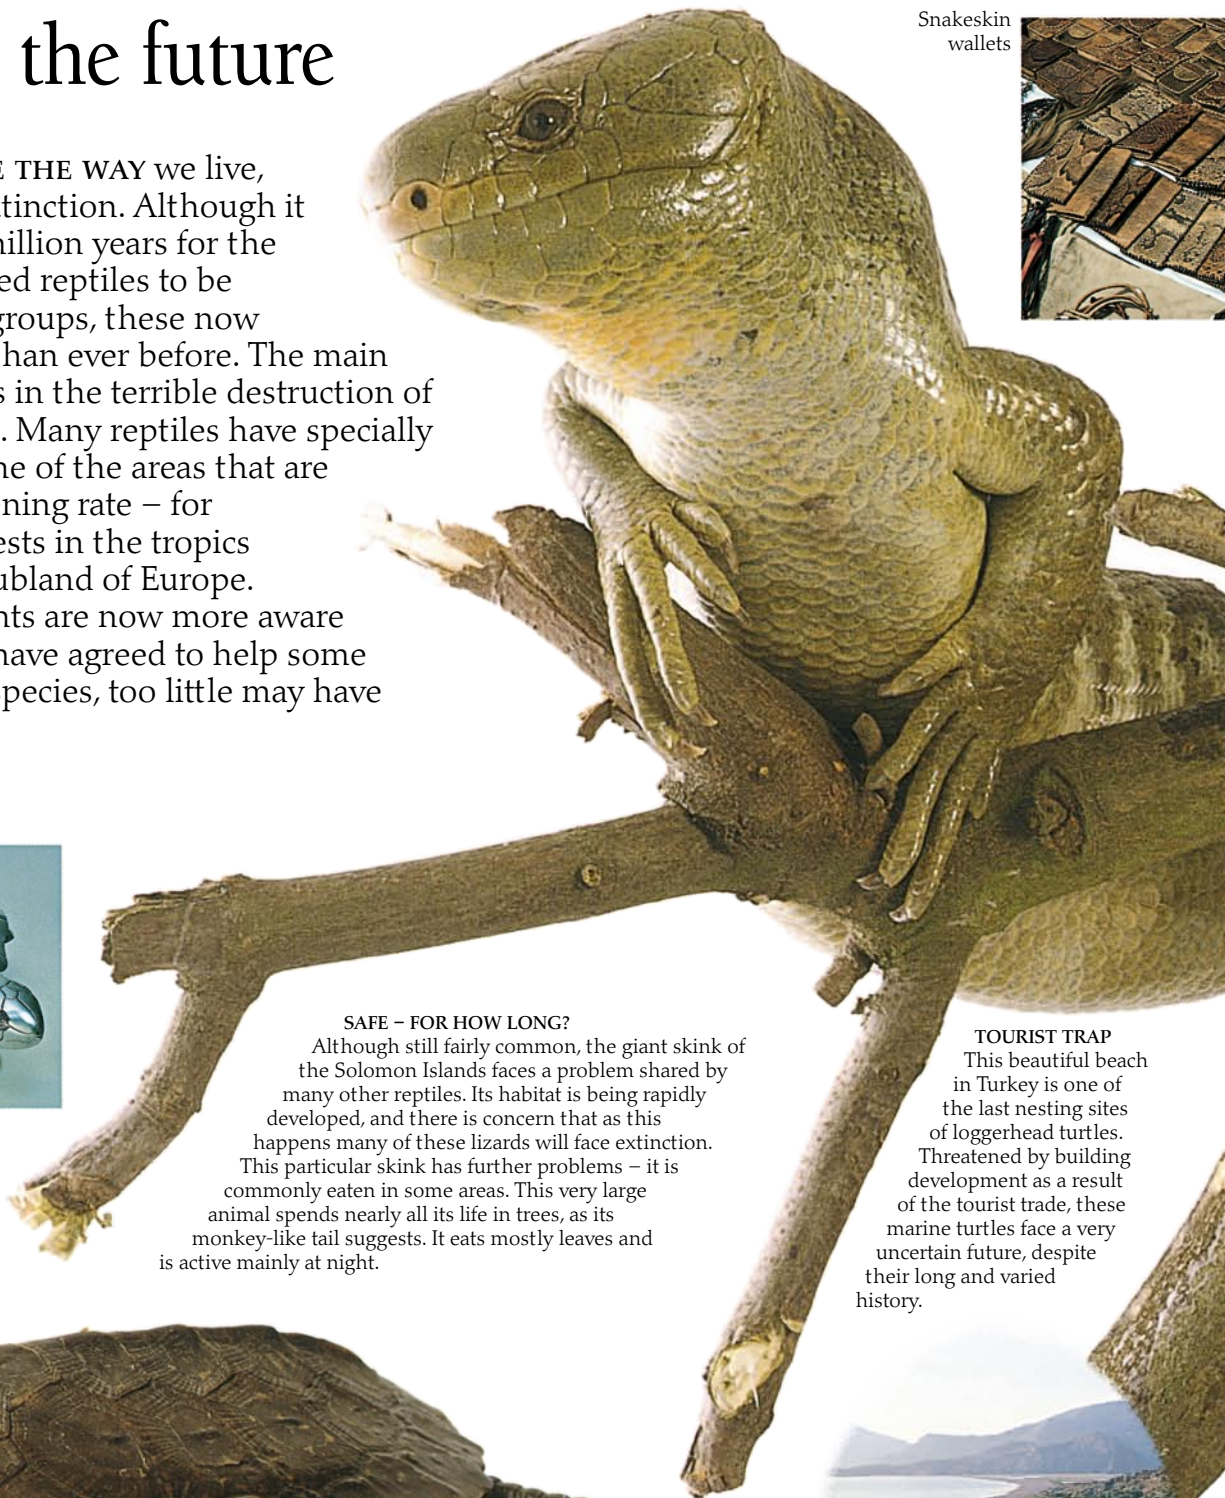 the future
Snakeskin
wallets
THE WAY we live,
tinction. Although it
illion years for the
ed reptiles to be
groups, these now
han ever before. The main
s in the terrible destruction of
. Many reptiles have specially
ne of the areas that are
ning rate – for
ests in the tropics
ubland of Europe.
nts are now more aware
have agreed to help some
species, too little may have
SAFE – FOR HOW LONG?
Although still fairly common, the giant skink of
the Solomon Islands faces a problem shared by
many other reptiles. Its habitat is being rapidly
developed, and there is concern that as this
happens many of these lizards will face extinction.
This particular skink has further problems – it is
commonly eaten in some areas. This very large
animal spends nearly all its life in trees, as its
monkey-like tail suggests. It eats mostly leaves and
is active mainly at night.
TOURIST TRAP
This beautiful beach
in Turkey is one of
the last nesting sites
of loggerhead turtles.
Threatened by building
development as a result
of the tourist trade, these
marine turtles face a very
uncertain future, despite
their long and varied
history.